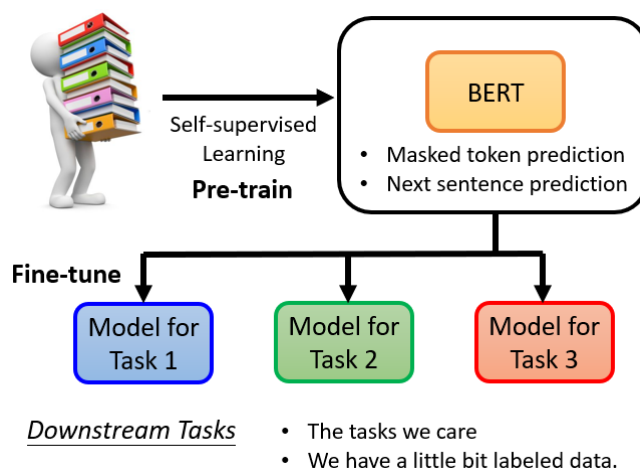 BERT
Self-supervised
Learning
Pre-train
• Masked token prediction
• Next sentence prediction
Fine-tune
Model for
Task 1
Model for
Task 2
Model for
Task 3
Downstream Tasks
• The tasks we care
• We have a little bit labeled data.